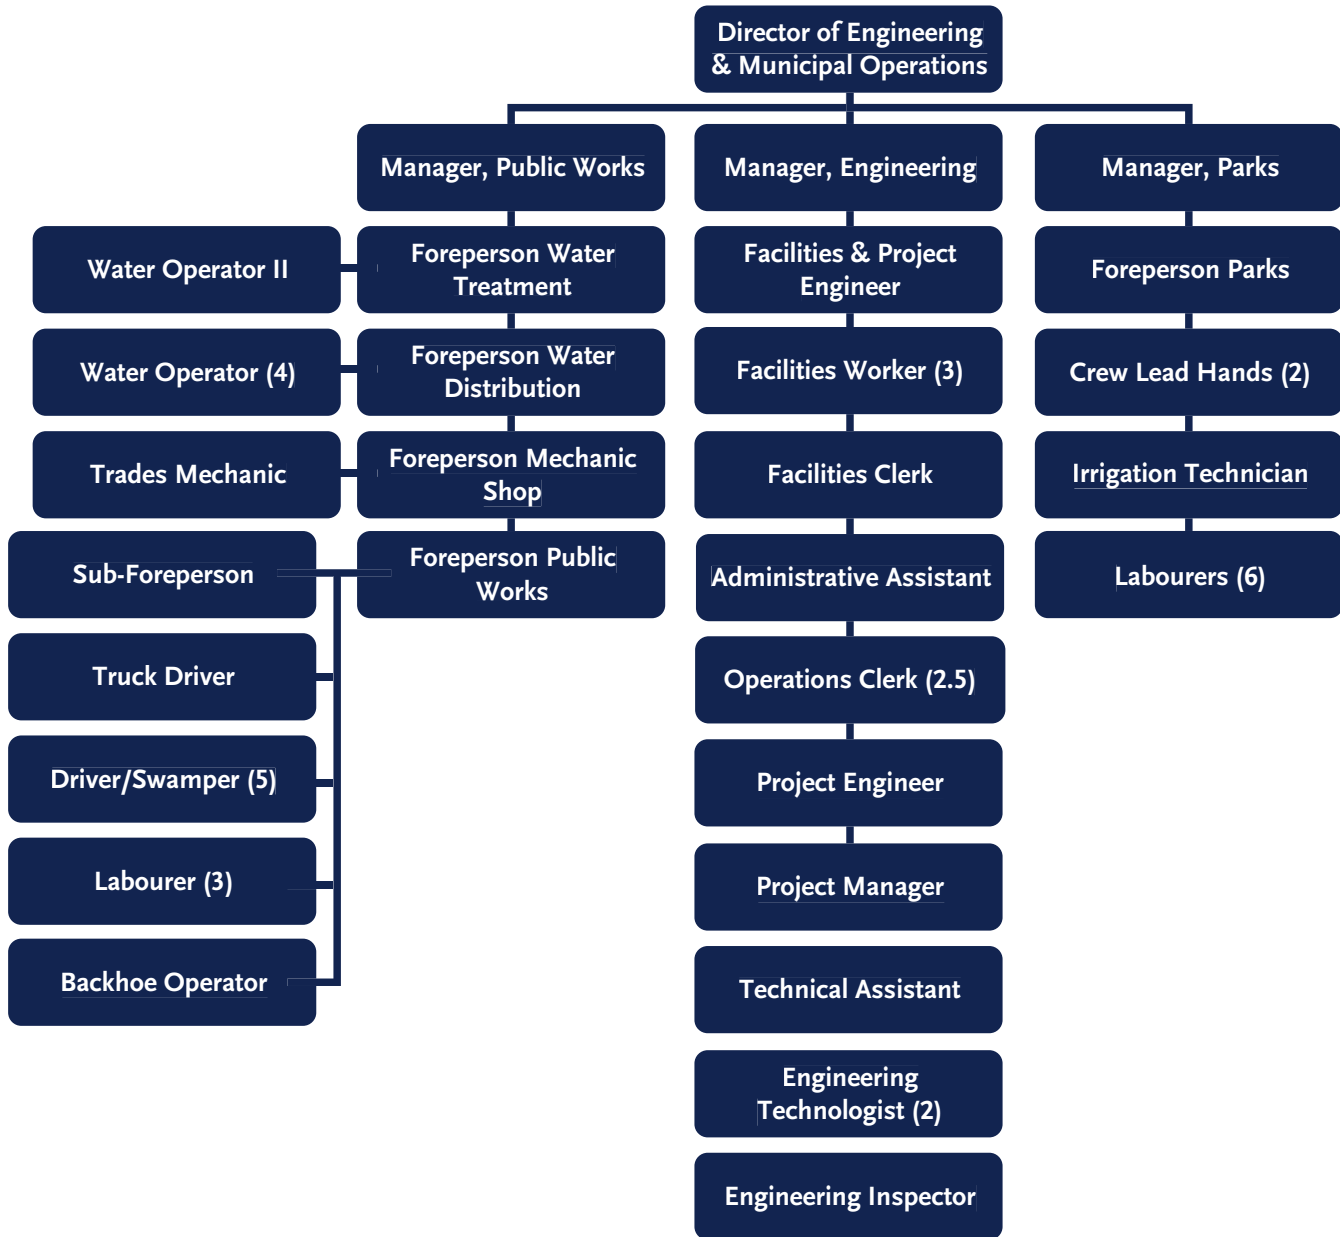 Director of Engineering
& Municipal Operations
Manager, Public Works
Manager, Engineering
Manager, Parks
Water Operator II
Foreperson Water
Treatment
Facilities & Project
Engineer
Foreperson Parks
Water Operator (4)
Foreperson Water
Distribution
Facilities Worker (3)
Crew Lead Hands (2)
Trades Mechanic
Foreperson Mechanic
Shop
Facilities Clerk
Irrigation Technician
Sub-Foreperson
Foreperson Public
Works
Administrative Assistant
Labourers (6)
Truck Driver
Operations Clerk (2.5)
Driver/Swamper (5)
Project Engineer
Labourer (3)
Project Manager
Backhoe Operator
Technical Assistant
Engineering
Technologist (2)
Engineering Inspector